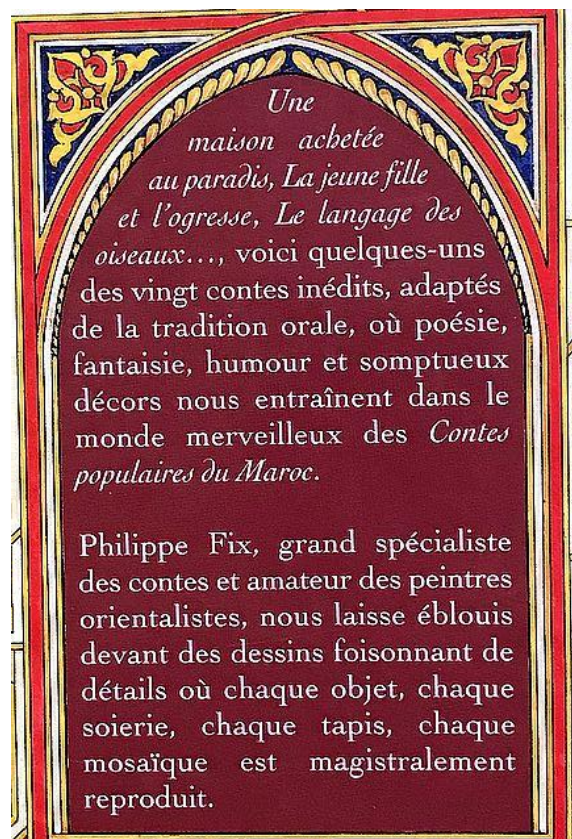 Une
maison achetée
au paradis, La jeune fille
et l'ogresse, Le langage des
oiseaux..., voici quelques-uns
des vingt contes inédits, adaptés
de la tradition orale, où poésie,
fantaisie, humour et somptueux
décors nous entraînent dans le
monde merveilleux des Contes
populaires du Maroc.
Philippe Fix, grand spécialiste
des contes et amateur des peintres
orientalistes, nous laisse éblouis
devant des dessins foisonnant de
détails où chaque objet, chaque
soierie, chaque tapis, chaque
mosaïque est magistralement
reproduit.